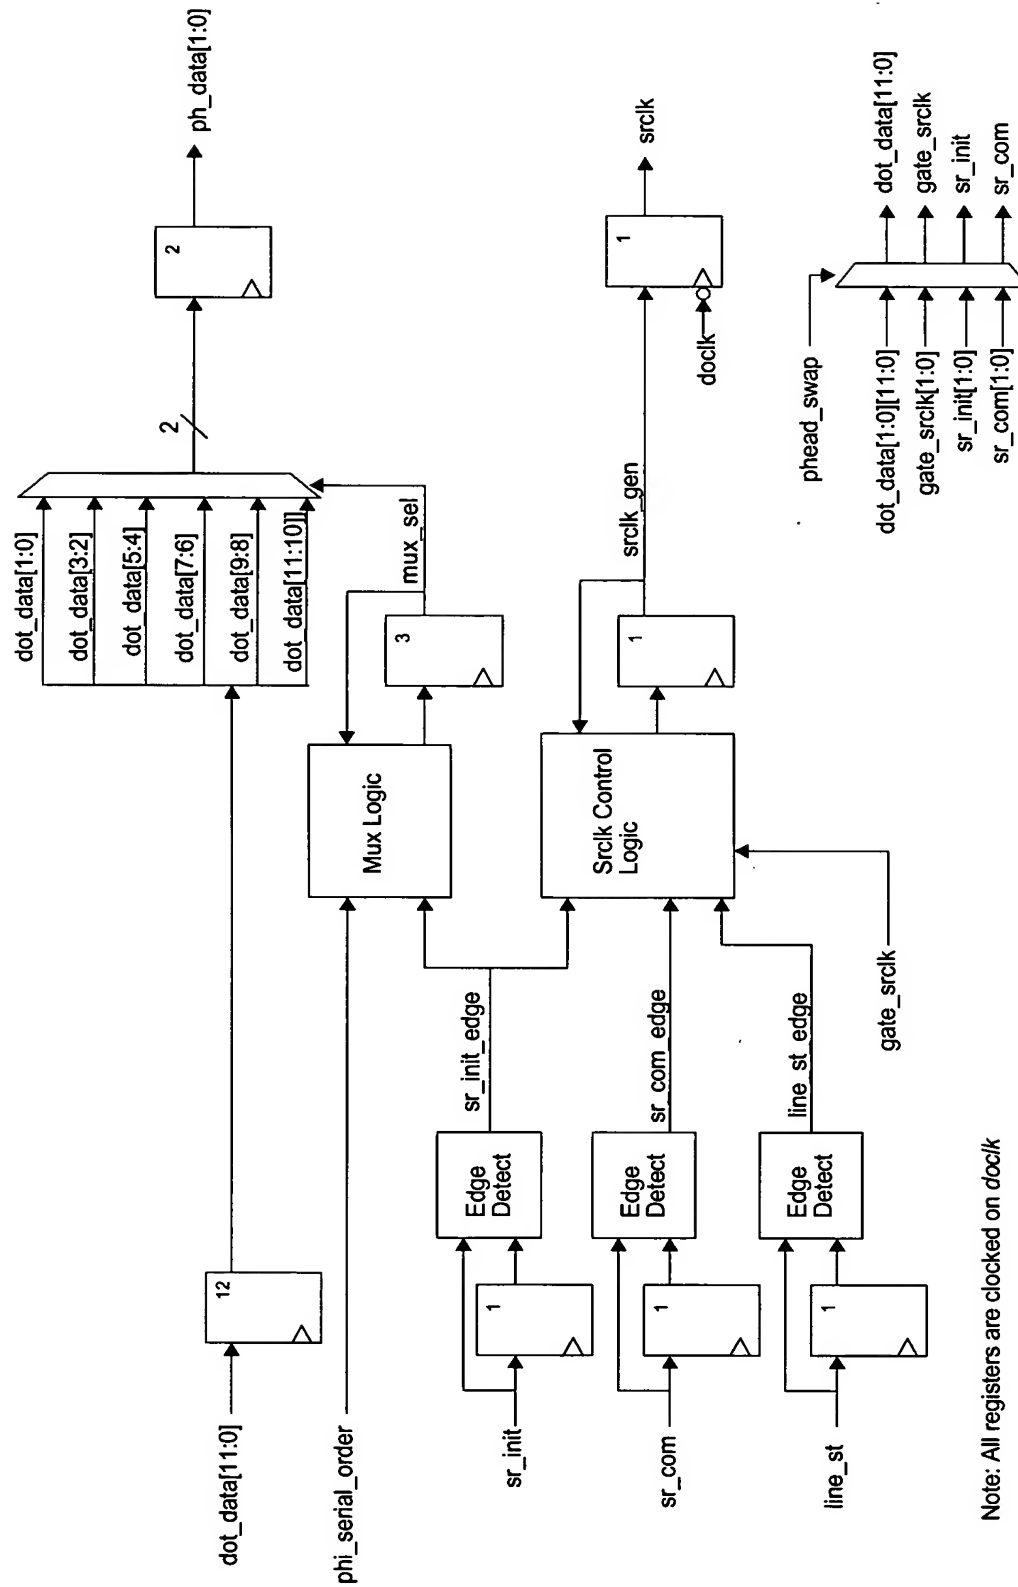 dot_data[11:0]
12
dot_data[1:0]
dot_data[3:2]
dot_data[5:4]
dot_data[7:6]
dot_data[9:8]
dot_data[11:10]]
2
2
ph_data[1:0]
phi_serial_order
Mux Logic
3
mux_sel
sr_init
1
Edge
Detect
sr_init_edge
sr_com
1
Edge
Detect
sr_com_edge
line_st
1
Edge
Detect
line_st_edge
gate_srclk
Srclk Control
Logic
1
srclk_gen
doclk
1
srclk
phead_swap
dot_data[1:0][11:0]
gate_srclk[1:0]
sr_init[1:0]
sr_com[1:0]
dot_data[11:0]
gate_srclk
sr_init
sr_com
Note: All registers are clocked on doclk